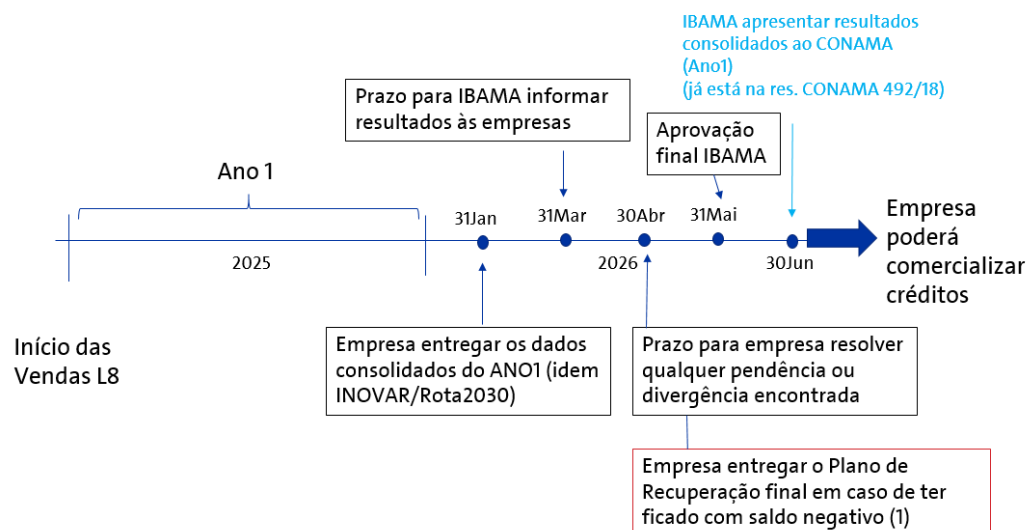 IBAMA apresentar resultados
consolidados ao CONAMA
(Ano1)
(já está na res. CONAMA 492/18)
Prazo para IBAMA informar
resultados às empresas
Aprovação
final IBAMA
Ano 1
31Jan
31Mar
30Abr
31Mai
2025
2026
30Jun
Empresa
poderá
comercializar
créditos
Início das
Vendas L8
Empresa entregar os dados
consolidados do ANO1 (idem
INOVAR/Rota2030)
Prazo para empresa resolver
qualquer pendência ou
divergência encontrada
Empresa entregar o Plano de
Recuperação final em caso de ter
ficado com saldo negativo (1)